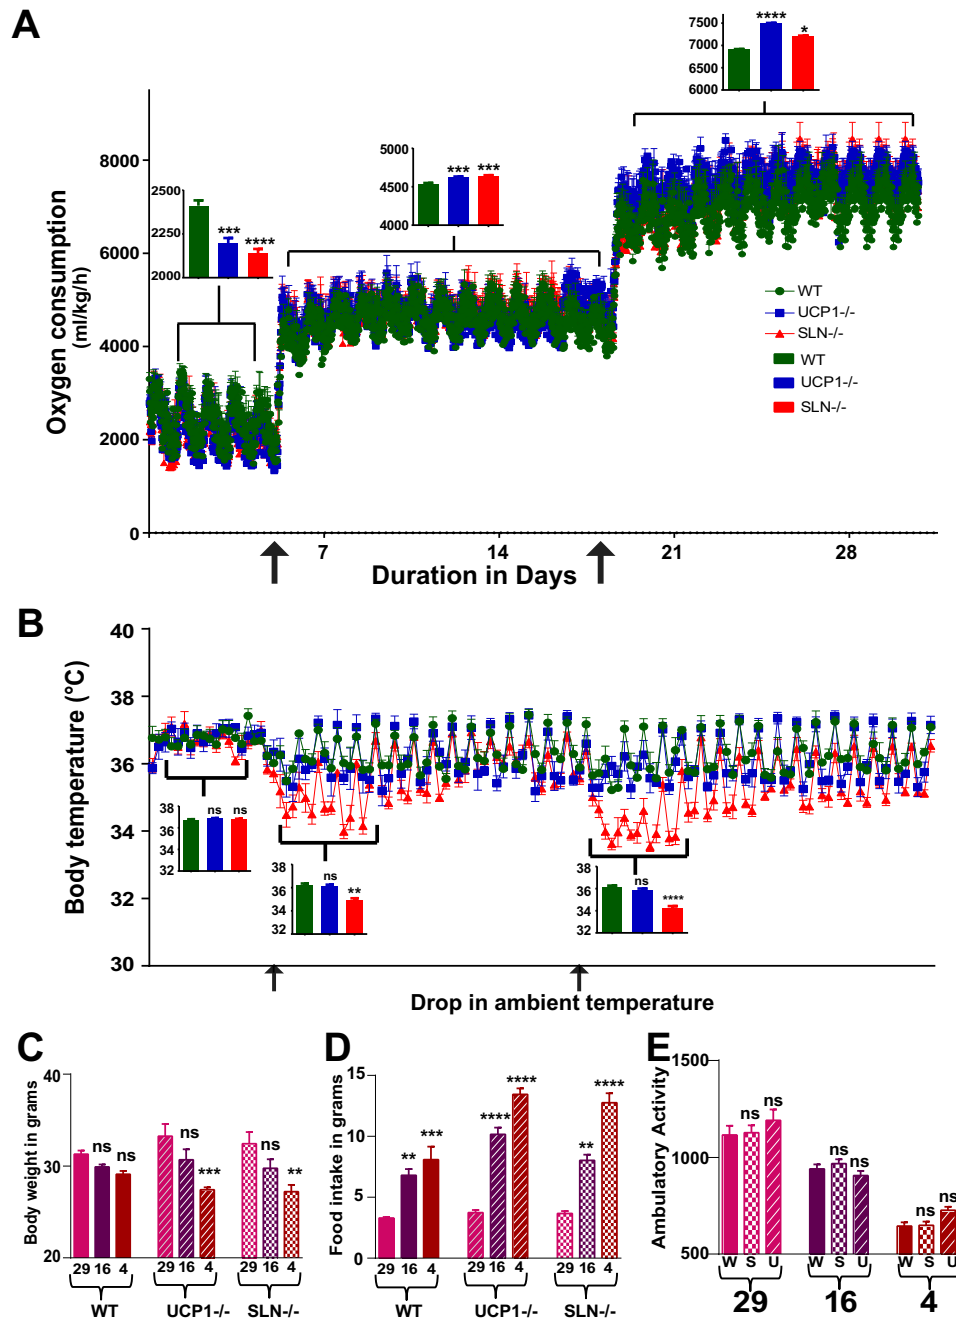 A
7500
7000
6500
6000
****
*
5000
4500
4000
*** ***
2500
2250
2000
***
****
8000
6000
4000
2000
0
Oxygen consumption
(ml/kg/h)
WT
UCP1-/-
SLN-/-
WT
UCP1-/-
SLN-/-
7 14 21 28
Duration in Days
B
40
38
36
34
32
30
Body temperature (°C)
38
36
34
32
ns ns
38
36
34
32
ns
**
38
36
34
32
ns
****
Drop in ambient temperature
C
40
30
20
Body weight in grams
ns ns
ns
***
ns
**
29 16 4 29 16 4 29 16 4
WT UCP1-/- SLN-/-
D
15
10
5
0
Food intake in grams
**
***
****
****
**
****
29 16 4 29 16 4 29 16 4
WT UCP1-/- SLN-/-
E
1500
1000
500
Ambulatory Activity
ns ns
ns ns
ns ns
W S U W S U W S U
29 16 4